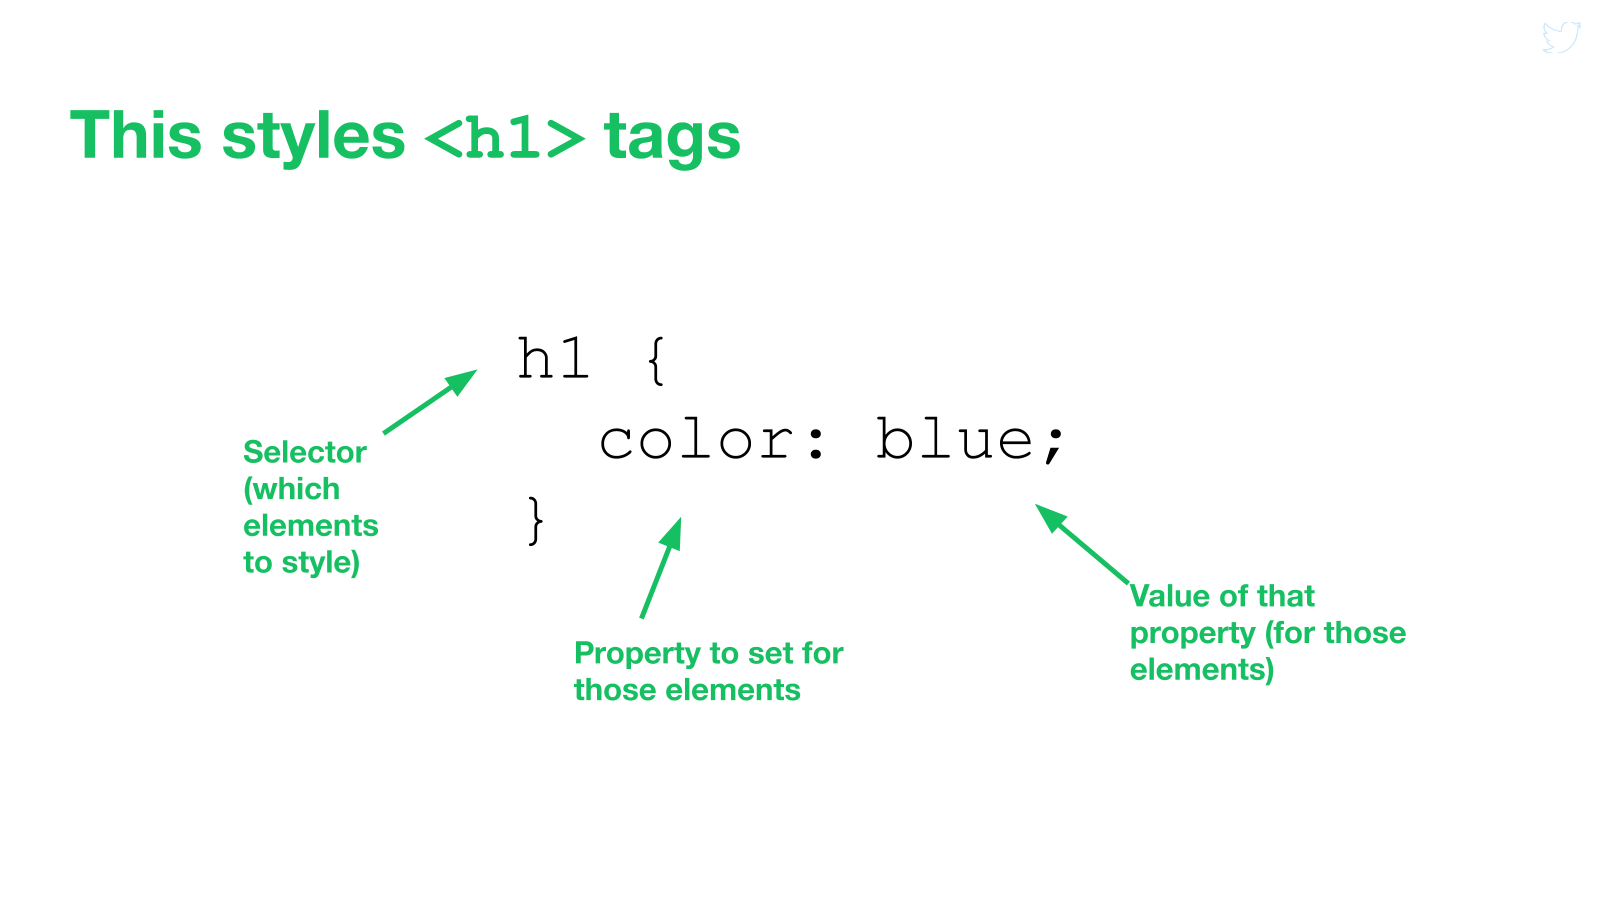 This styles <h1> tags
h1 {
color: blue;
}
Selector
(which
elements
to style)
Property to set for
those elements
Value of that
property (for those
elements)